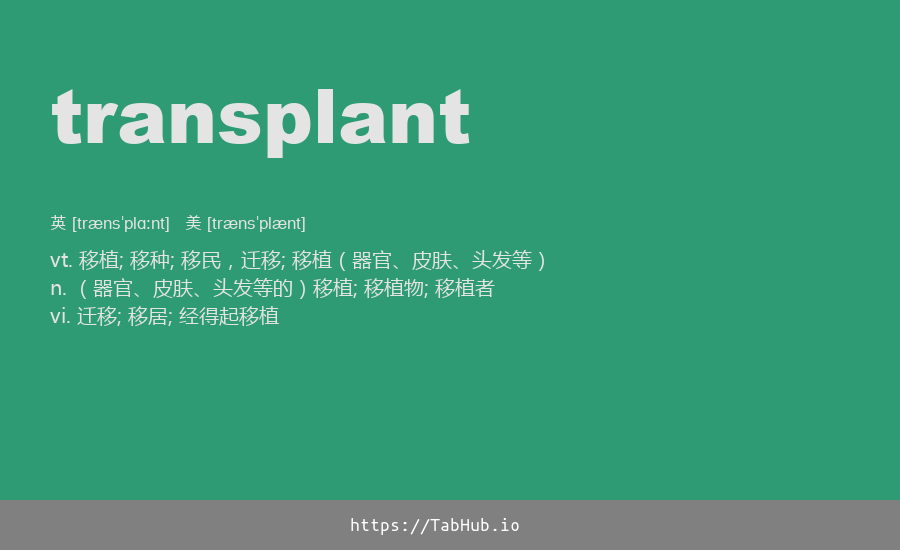 transplant
英 [trænsˈplɑːnt] 美 [trænsˈplænt]
vt. 移植; 移种; 移民，迁移; 移植（器官、皮肤、头发等）
n. （器官、皮肤、头发等的）移植; 移植物; 移植者
vi. 迁移; 移居; 经得起移植
https://TabHub.io